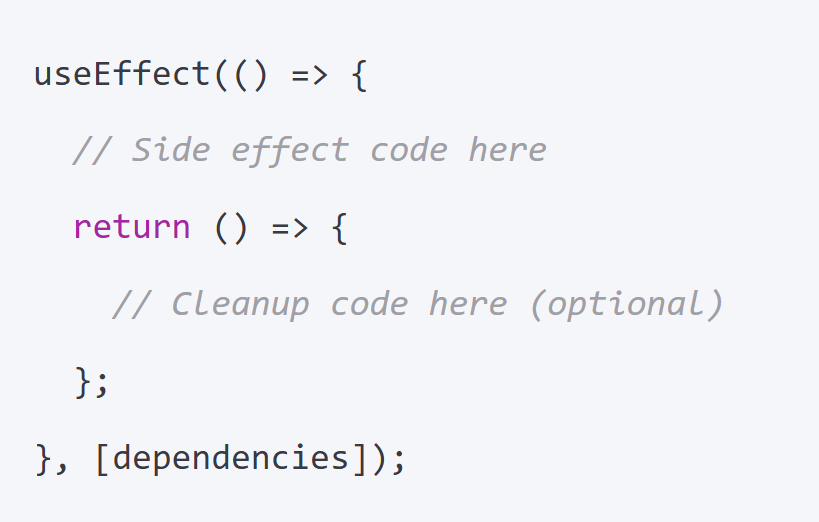 useEffect(() => {
// Side effect code here
return () => {
// Cleanup code here (optional)
};
}, [dependencies]);